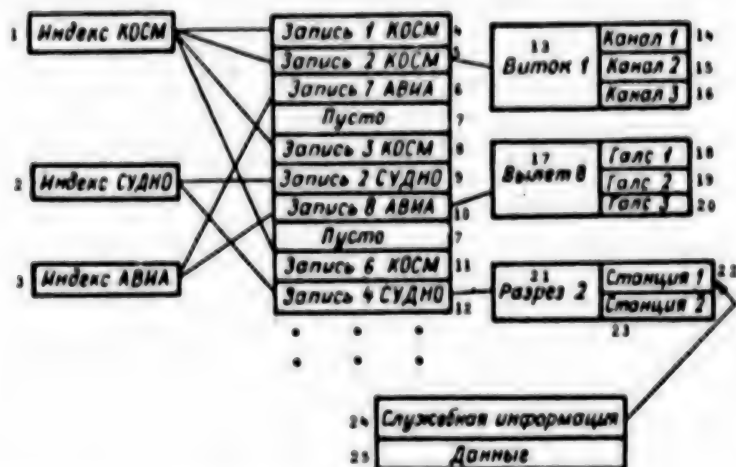 1 Индекс КОСМ
2 Индекс СУДНО
3 Индекс АВИА
Запись 1 КОСМ 4
Запись 2 КОСМ 5
Запись 7 АВИА 6
Пусто 7
Запись 3 КОСМ 8
Запись 2 СУДНО 9
Запись 8 АВИА 10
Пусто 7
Запись 6 КОСМ 11
Запись 4 СУДНО 12
13
Виток 1
Канал 1 14
Канал 2 15
Канал 3 16
17
Вылет 8
Галс 1 18
Галс 2 19
Галс 3 20
21
Разрез 2
Станция 1 22
Станция 2
23
24 Служебная информация
25 Данные